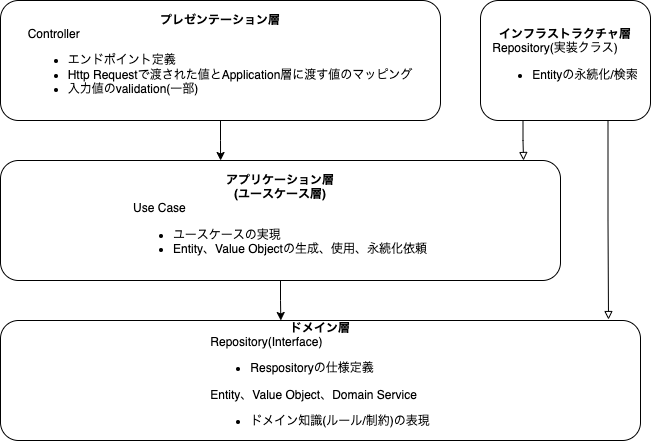 プレゼンテーション層
Controller
エンドポイント定義
Http Requestで渡された値とApplication層に渡す値のマッピング
入力値のvalidation(一部)
インフラストラクチャ層
Repository(実装クラス)
Entityの永続化/検索
アプリケーション層
(ユースケース層)
Use Case
ユースケースの実現
Entity、Value Objectの生成、使用、永続化依頼
ドメイン層
Repository(Interface)
Respositoryの仕様定義
Entity、Value Object、Domain Service
ドメイン知識(ルール/制約)の表現